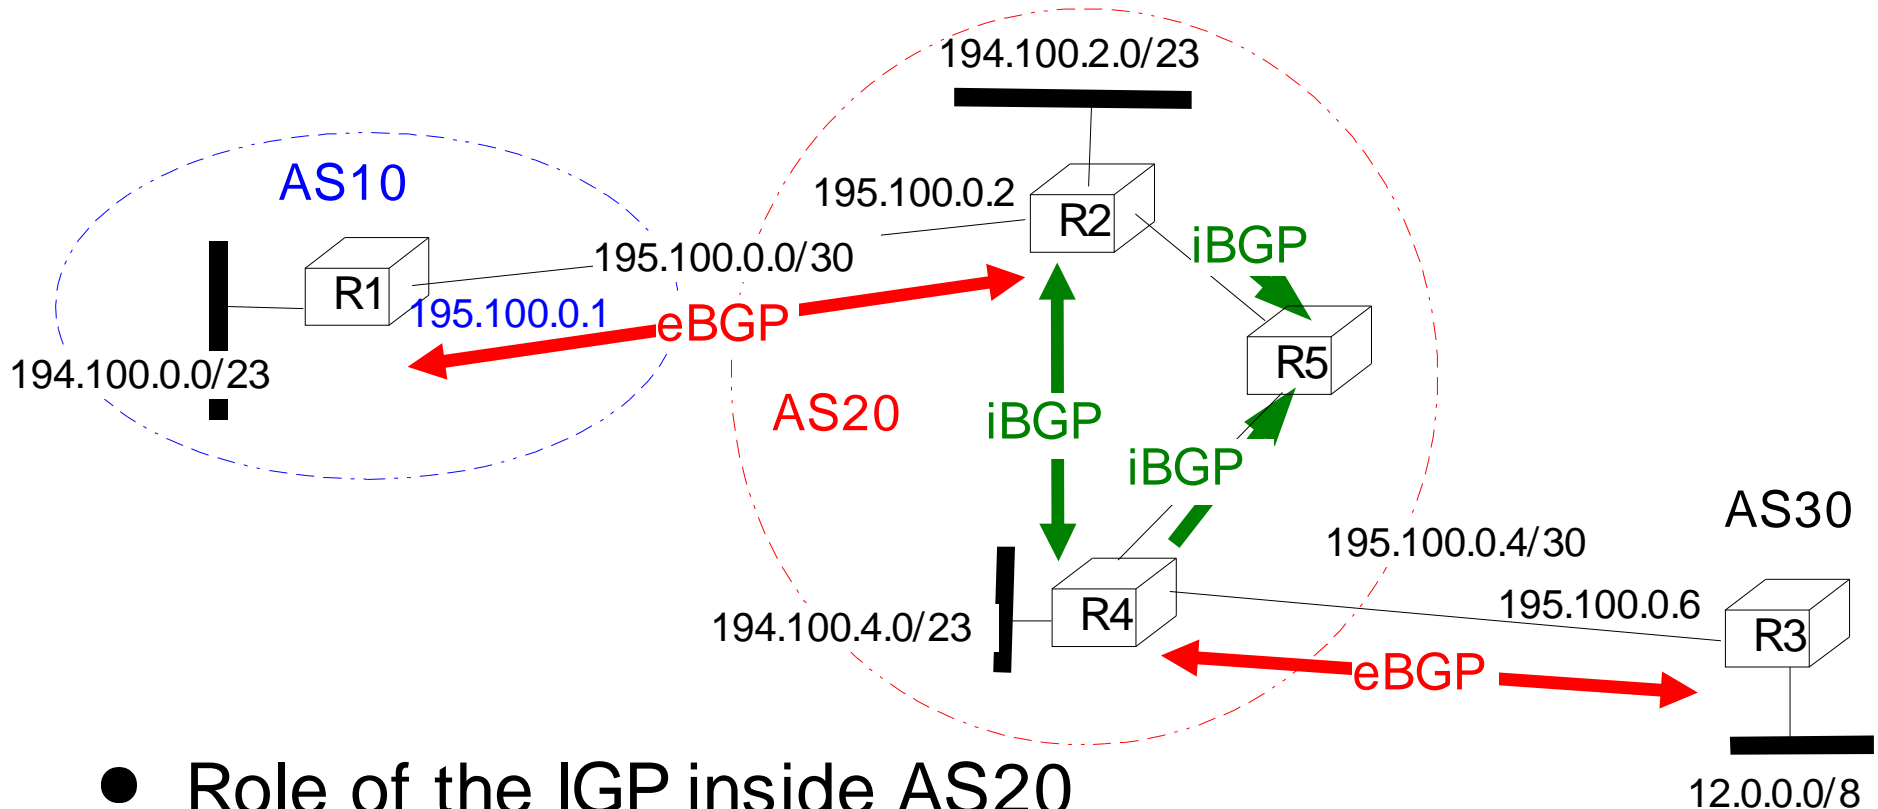 194.100.2.0/23
AS10
195.100.0.2
R2
iBGP
195.100.0.0/30
R1
195.100.0.1
eBGP
R5
194.100.0.0/23
AS20
iBGP
iBGP
AS30
195.100.0.4/30
194.100.4.0/23
R4
195.100.0.6
R3
eBGP
● Role of the IGP inside AS20
12.0.0.0/8